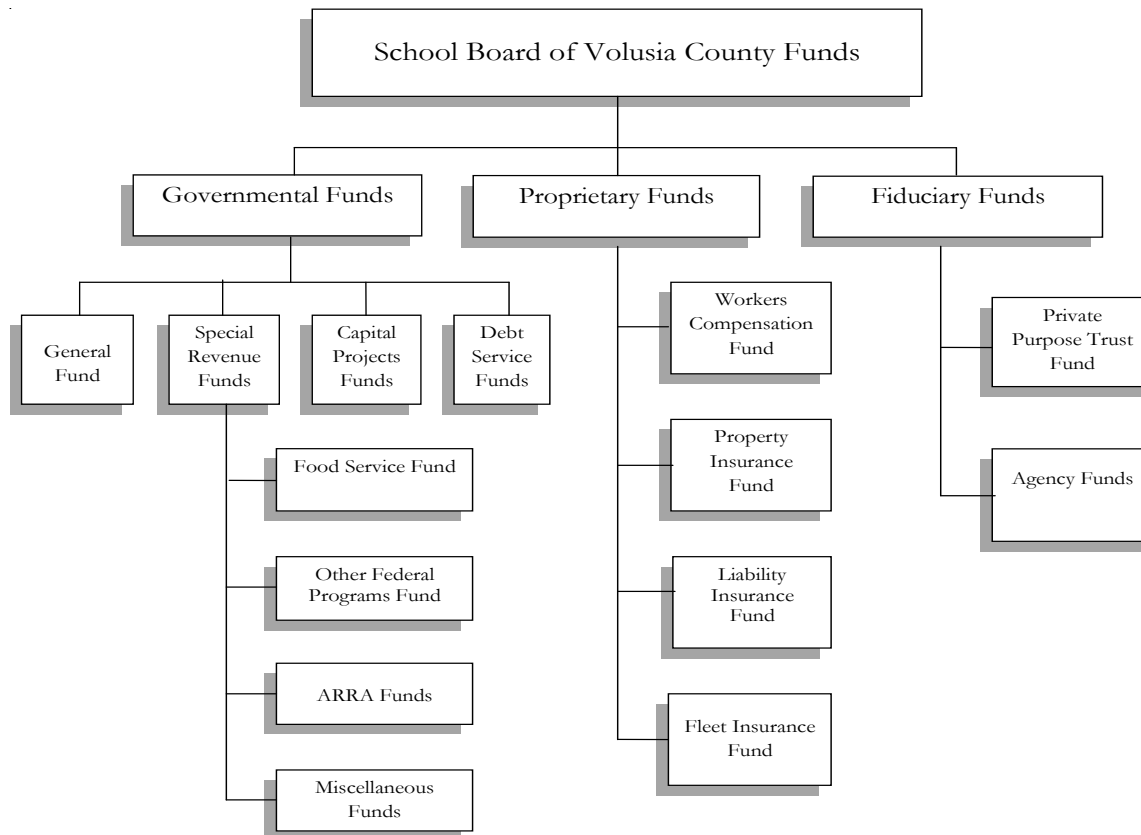 School Board of Volusia County Funds
Governmental Funds
Proprietary Funds
Fiduciary Funds
General
Fund
Special
Revenue
Funds
Capital
Projects
Funds
Debt
Service
Funds
Food Service Fund
Other Federal
Programs Fund
ARRA Funds
Miscellaneous
Funds
Workers
Compensation
Fund
Property
Insurance
Fund
Liability
Insurance
Fund
Fleet Insurance
Fund
Private
Purpose Trust
Fund
Agency Funds